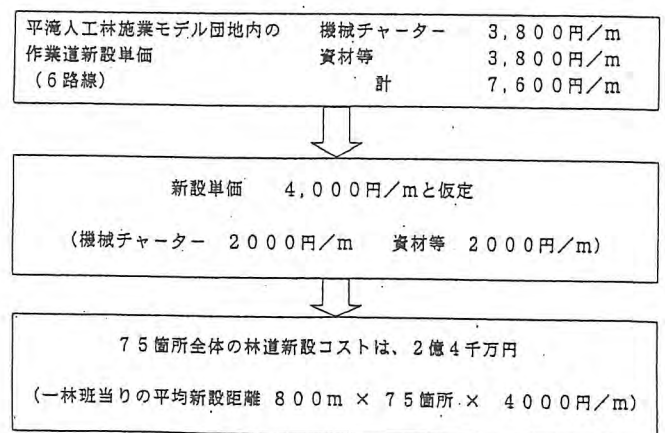 平滝人工林施業モデル団地内の 機械チャーター 3,800円/m
作業道新設単価 資材等 3,800円/m
(6路線) 計 7,600円/m
新設単価 4,000円/mと仮定
(機械チャーター 2000円/m 資材等 2000円/m)
75箇所全体の林道新設コストは、2億4千万円
(一林班当りの平均新設距離 800m × 75箇所 × 4000円/m)